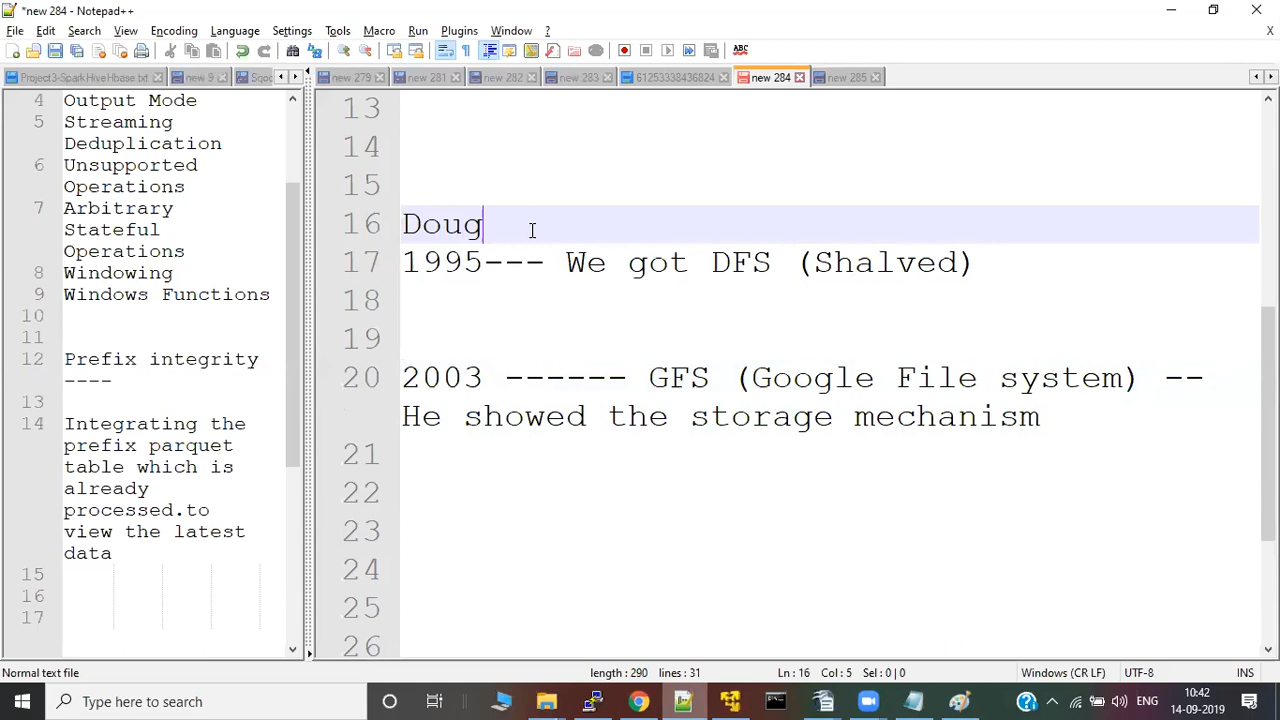 *new 284 - Notepad++
File Edit Search View Encoding Language Settings Tools Macro Run Plugins Window ?
X
ABC
Project3-Spark Hive new 9 new 279 new 281 new 282 new 283 61253338436824 new 284 new 285
4 Output Mode
5 Streaming
Deduplication
6 Unsupported
Operations
7 Arbitrary
Stateful
Operations
8 Windowing
9 Windows Functions
10
11
12 Prefix integrity
----
13
14 Integrating the
prefix parquet
table which is
already
processed.to
view the latest
data
15
16
17
13
14
15
16 Doug
17 1995--- We got DFS (Shalved)
18
19
20 2003 ------ GFS (Google File system) --
He showed the storage mechanism
21
22
23
24
25
26
Normal text file length : 290 lines : 31 Ln : 16 Col : 5 Sel : 0 | 0 Windows (CR LF) UTF-8 INS
Type here to search ENG 10:42
14-09-2019